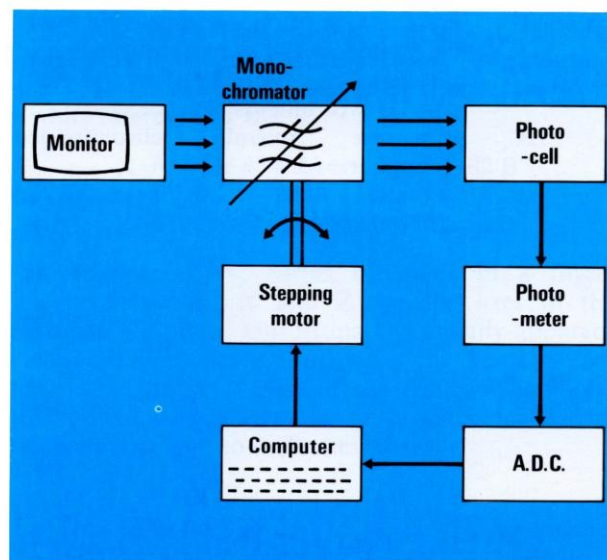 Mono-
chromator
Monitor
Photo
-cell
Stepping
motor
Photo
-meter
Computer
A.D.C.